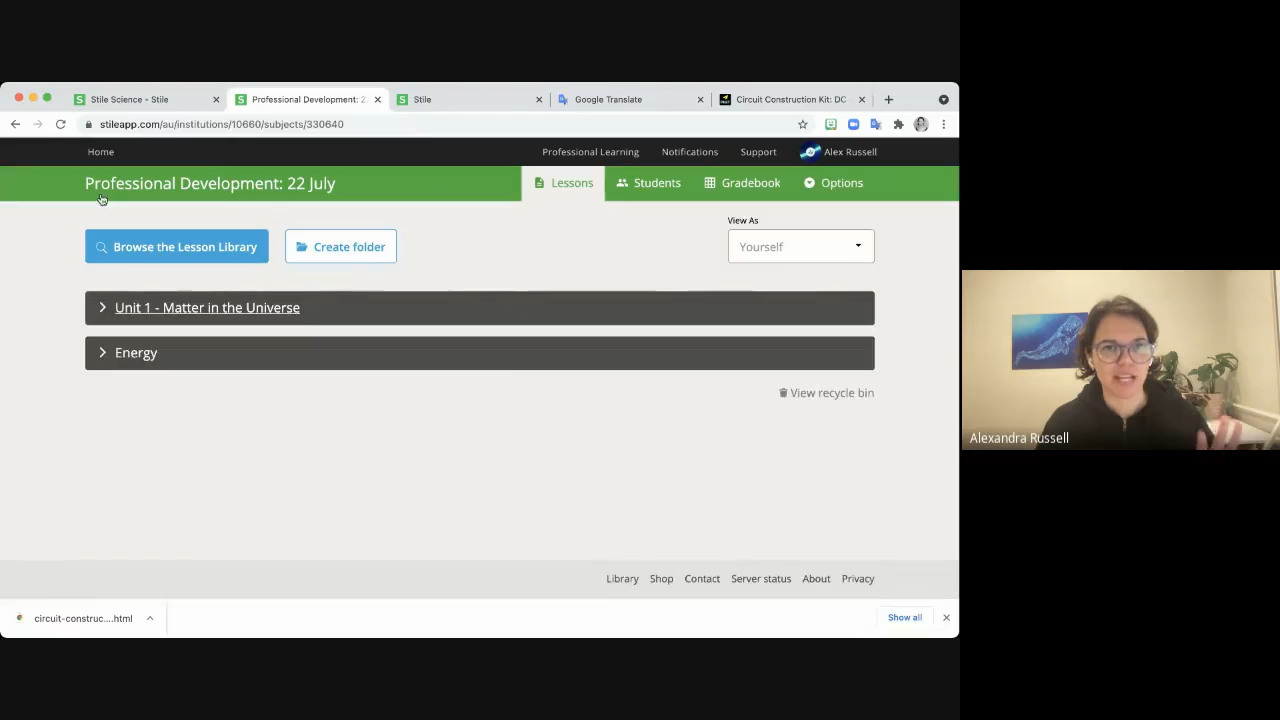 Stile Science - Stile
Professional Development: 2
Stile
Google Translate
Circuit Construction Kit: DC
stileapp.com/au/institutions/10660/subjects/330640
Home
Professional Learning
Notifications
Support
Alex Russell
Professional Development: 22 July
Lessons
Students
Gradebook
Options
View As
Browse the Lesson Library
Create folder
Yourself
Unit 1 - Matter in the Universe
Energy
View recycle bin
Alexandra Russell
Library
Shop
Contact
Server status
About
Privacy
circuit-construc....html
Show all